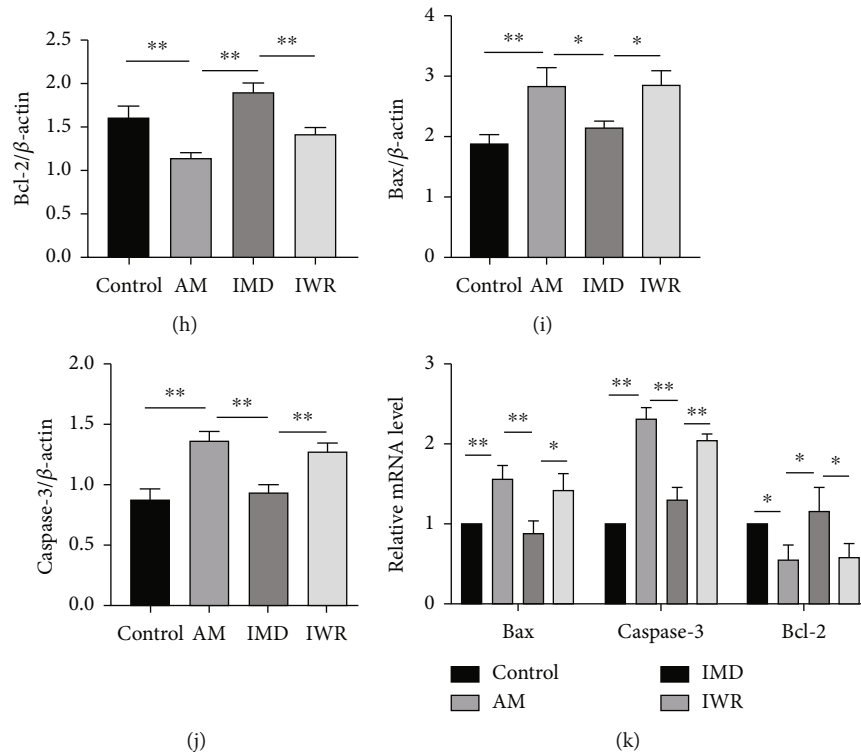 2.5
2.0
1.5
1.0
0.5
0.0
Bcl-2/β-actin
** ** **
Control AM IMD IWR
(h)
4
3
2
1
0
Bax/β-actin
** * *
Control AM IMD IWR
(i)
2.0
1.5
1.0
0.5
0.0
Caspase-3/β-actin
** ** **
Control AM IMD IWR
(j)
3
2
1
0
Relative mRNA level
** ** *
** ** **
* * *
Bax Caspase-3 Bcl-2
Control IMD
AM IWR
(k)